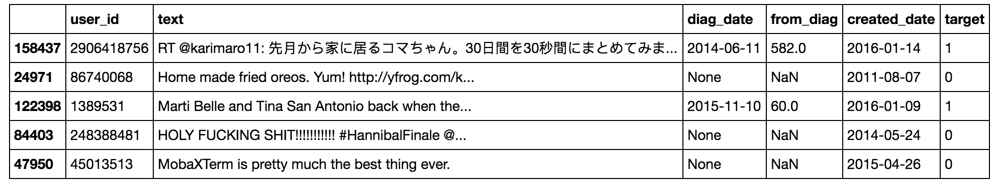 user_id text diag_date from_diag created_date target
158437 2906418756 RT @karimaro11: 先月から家に居るコマちゃん。30日間を30秒間にまとめてみま... 2014-06-11 582.0 2016-01-14 1
24971 86740068 Home made fried oreos. Yum! http://yfrog.com/k... None NaN 2011-08-07 0
122398 1389531 Marti Belle and Tina San Antonio back when the... 2015-11-10 60.0 2016-01-09 1
84403 248388481 HOLY FUCKING SHIT!!!!!!!!!!! #HannibalFinale @... None NaN 2014-05-24 0
47950 45013513 MobaXTerm is pretty much the best thing ever. None NaN 2015-04-26 0